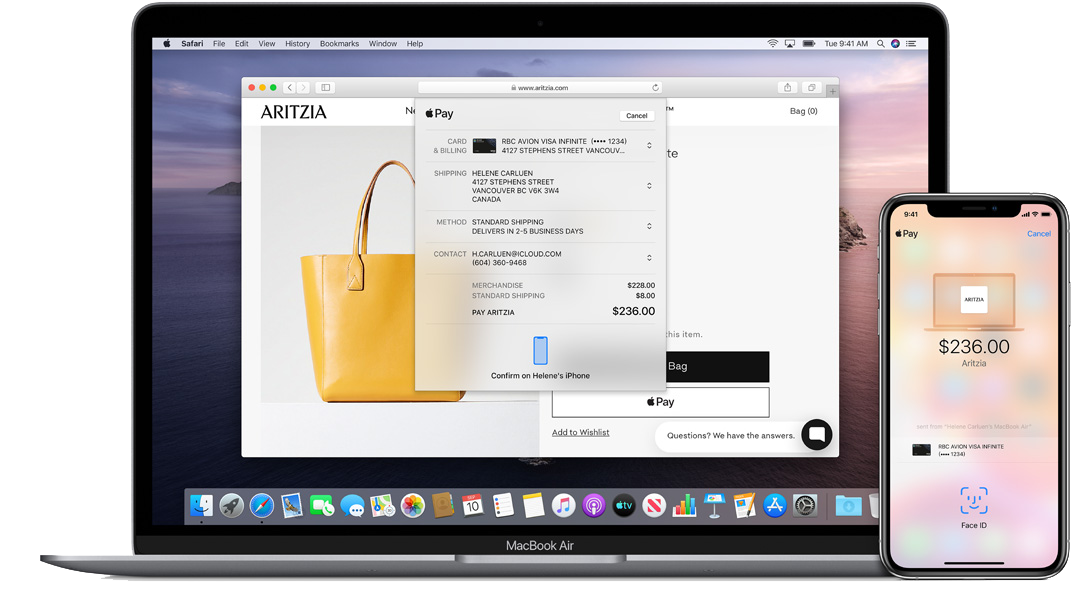 Safari File Edit View History Bookmarks Window Help
Tue 9:41 AM
www.aritzia.com
ARITZIA
Bag (0)
Pay
Cancel
CARD & BILLING
RBC AVION VISA INFINITE (•••• 1234)
4127 STEPHENS STREET VANCOUV...
SHIPPING
HELENE CARLUEN
4127 STEPHENS STREET
VANCOUVER BC V6K 3W4
CANADA
METHOD
STANDARD SHIPPING
DELIVERS IN 2-5 BUSINESS DAYS
CONTACT
H.CARLUEN@ICLOUD.COM
(604) 360-9468
MERCHANDISE $228.00
STANDARD SHIPPING $8.00
PAY ARITZIA $236.00
Confirm on Helene's iPhone
this item.
Bag
Pay
Add to Wishlist
Questions? We have the answers.
SEP
10
tv
MacBook Air
9:41
Pay
Cancel
ARITZIA
$236.00
Aritzia
sent from "Helene Carluen's MacBook Air"
RBC AVION VISA INFINITE
(•••• 1234)
Face ID